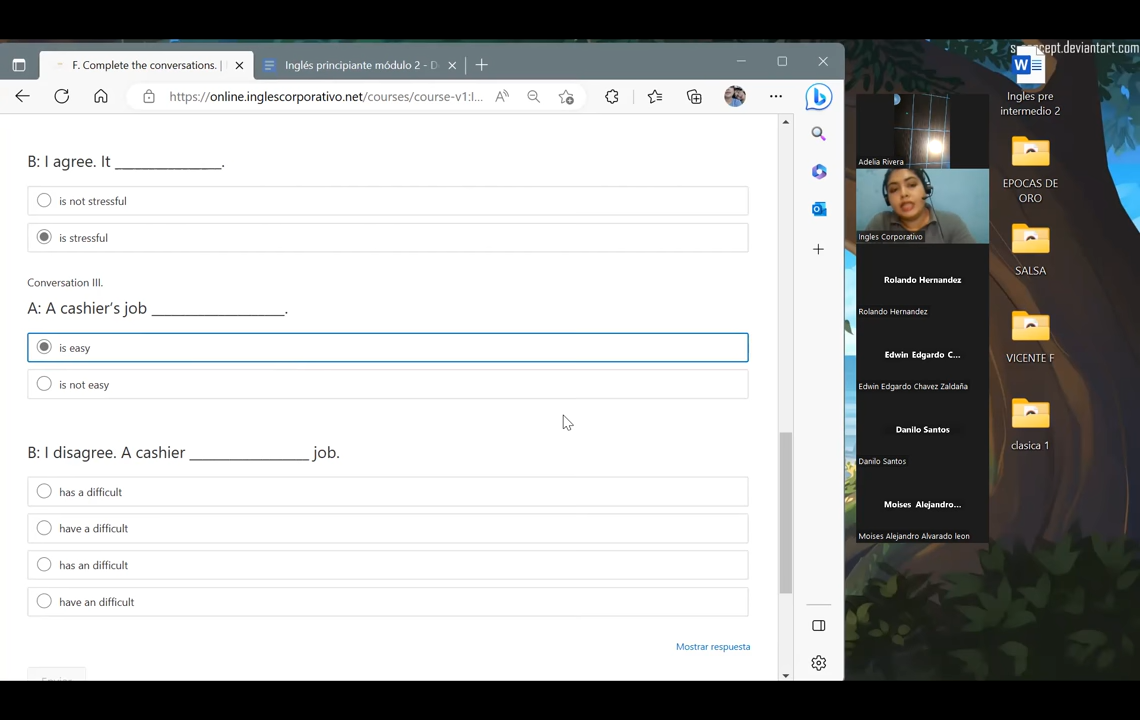 s-concept.deviantart.com
F. Complete the conversations. |
Inglés principiante módulo 2 - D
https://online.inglescorporativo.net/courses/course-v1:I...
B: I agree. It ______________.
is not stressful
is stressful
Conversation III.
A: A cashier's job _________________.
is easy
is not easy
B: I disagree. A cashier _______________ job.
has a difficult
have a difficult
has an difficult
have an difficult
Mostrar respuesta
Adelia Rivera
Ingles Corporativo
Rolando Hernandez
Rolando Hernandez
Edwin Edgardo C...
Edwin Edgardo Chavez Zaldaña
Danilo Santos
Danilo Santos
Moises Alejandro...
Moises Alejandro Alvarado leon
Ingles pre
intermedio 2
EPOCAS DE
ORO
SALSA
VICENTE F
clasica 1